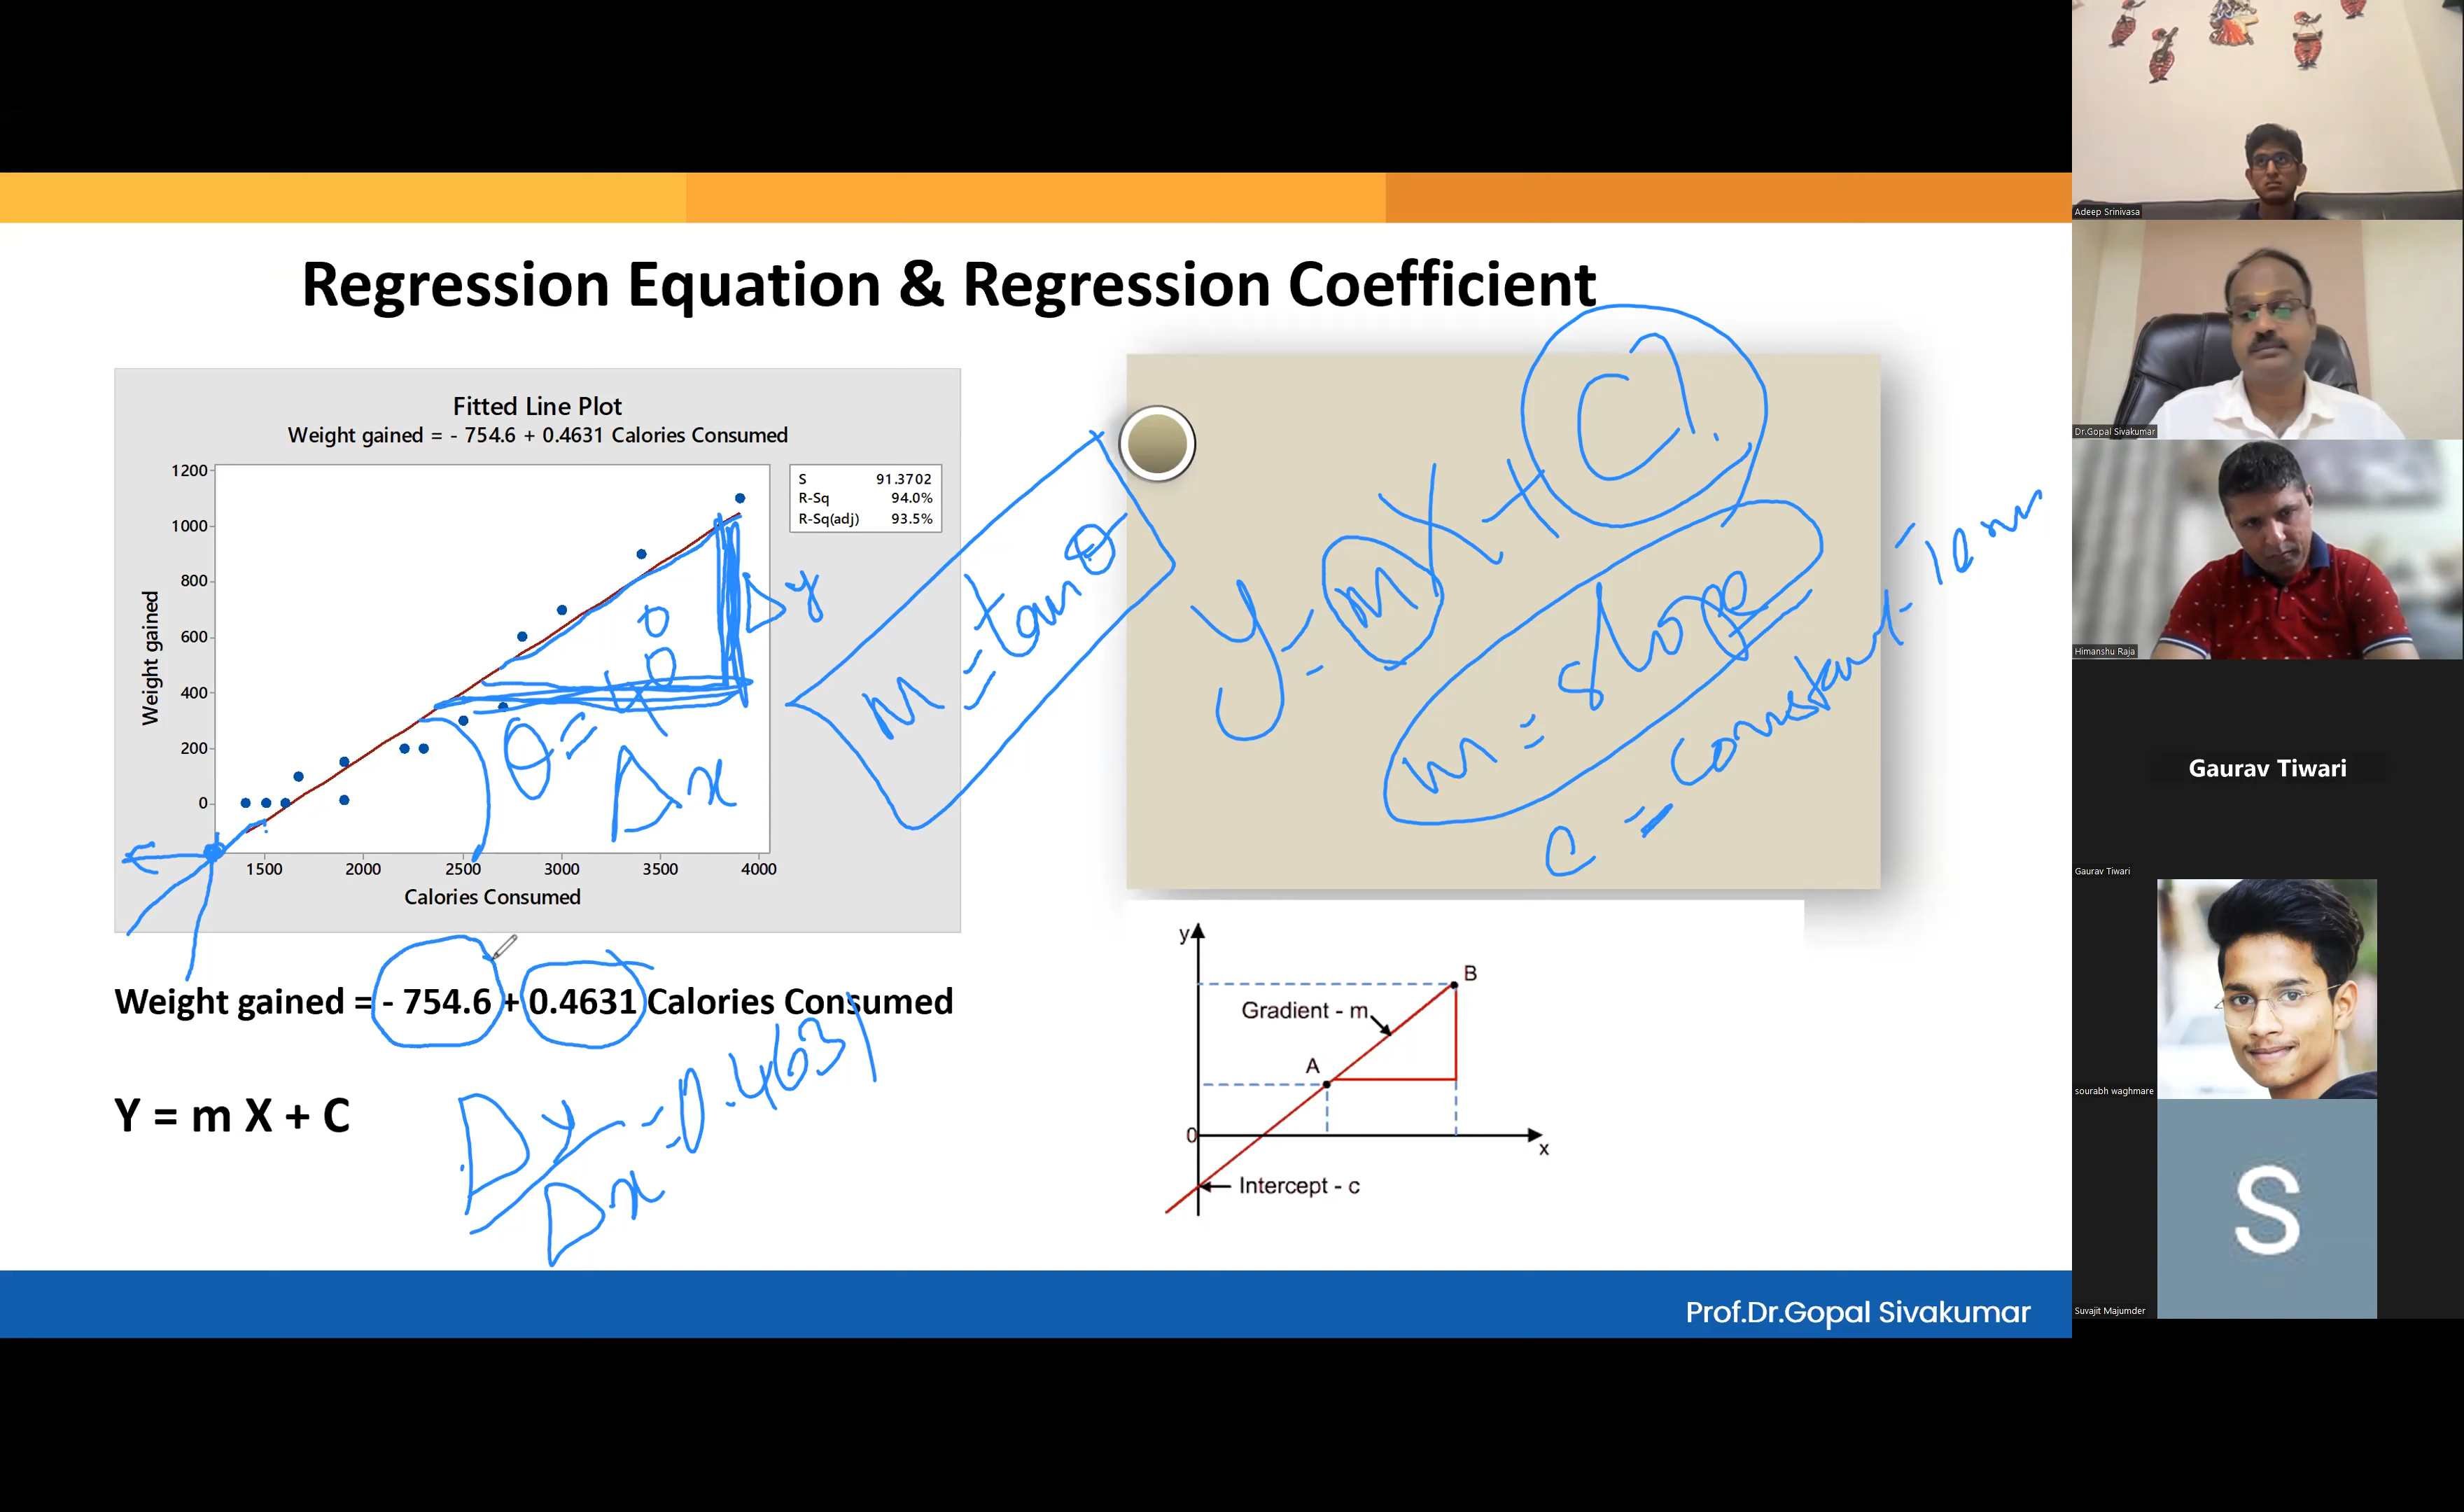 Regression Equation & Regression Coefficient
Fitted Line Plot
Weight gained = - 754.6 + 0.4631 Calories Consumed
S 91.3702
R-Sq 94.0%
R-Sq(adj) 93.5%
Weight gained
1200
1000
800
600
400
200
0
1500 2000 2500 3000 3500 4000
Calories Consumed
Δy
θ =
Δx
m = tan θ
Y = mX + C
m = slope
C = Constant Term
Weight gained = - 754.6 + 0.4631 Calories Consumed
Y = m X + C
Δy
Δx
= 0.4631
y
B
Gradient - m
A
0
x
Intercept - c
Prof.Dr.Gopal Sivakumar
Adeep Srinivasa
Dr.Gopal Sivakumar
Himanshu Raja
Gaurav Tiwari
Gaurav Tiwari
sourabh waghmare
S
Suvajit Majumder